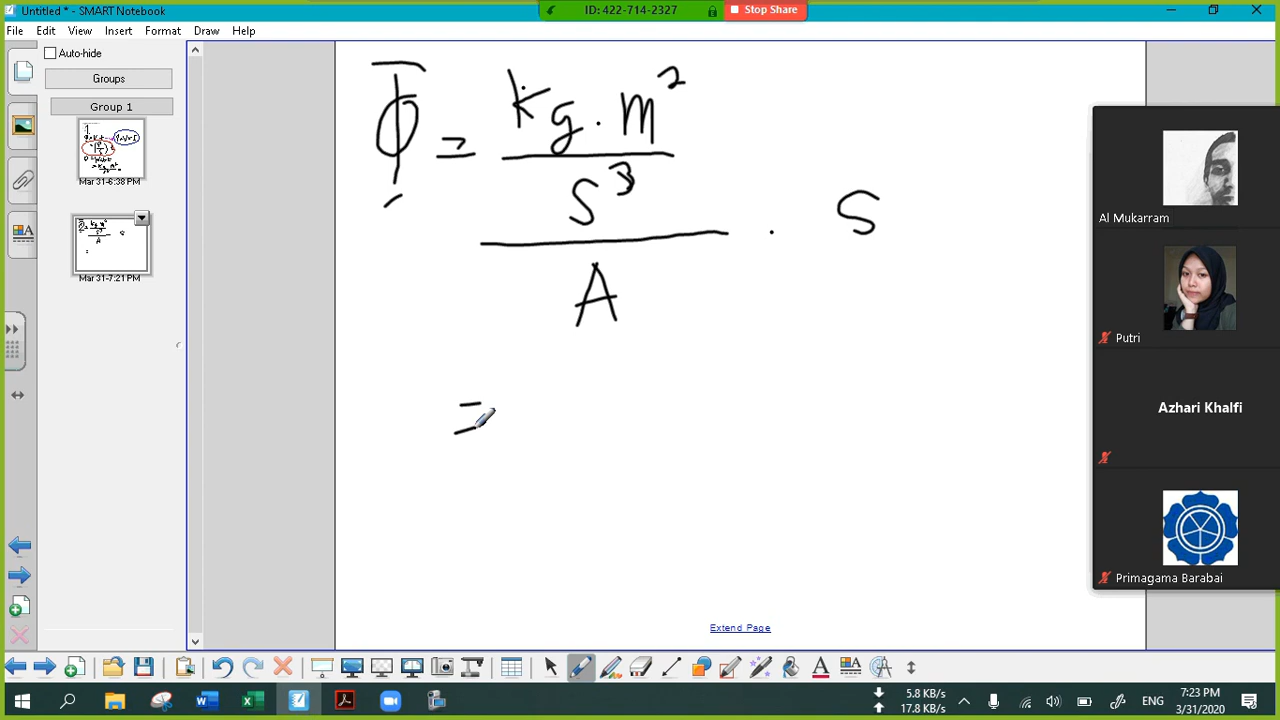 Untitled * - SMART Notebook
ID: 422-714-2327
Stop Share
File Edit View Insert Format Draw Help
Auto-hide
Groups
Group 1
Mar 31-6:38 PM
Mar 31-7:21 PM
Φ = kg . m²
s³
A
. s
=
Extend Page
Al Mukarram
Putri
Azhari Khalfi
Primagama Barabai
5.8 KB/s
17.8 KB/s
ENG
7:23 PM
3/31/2020